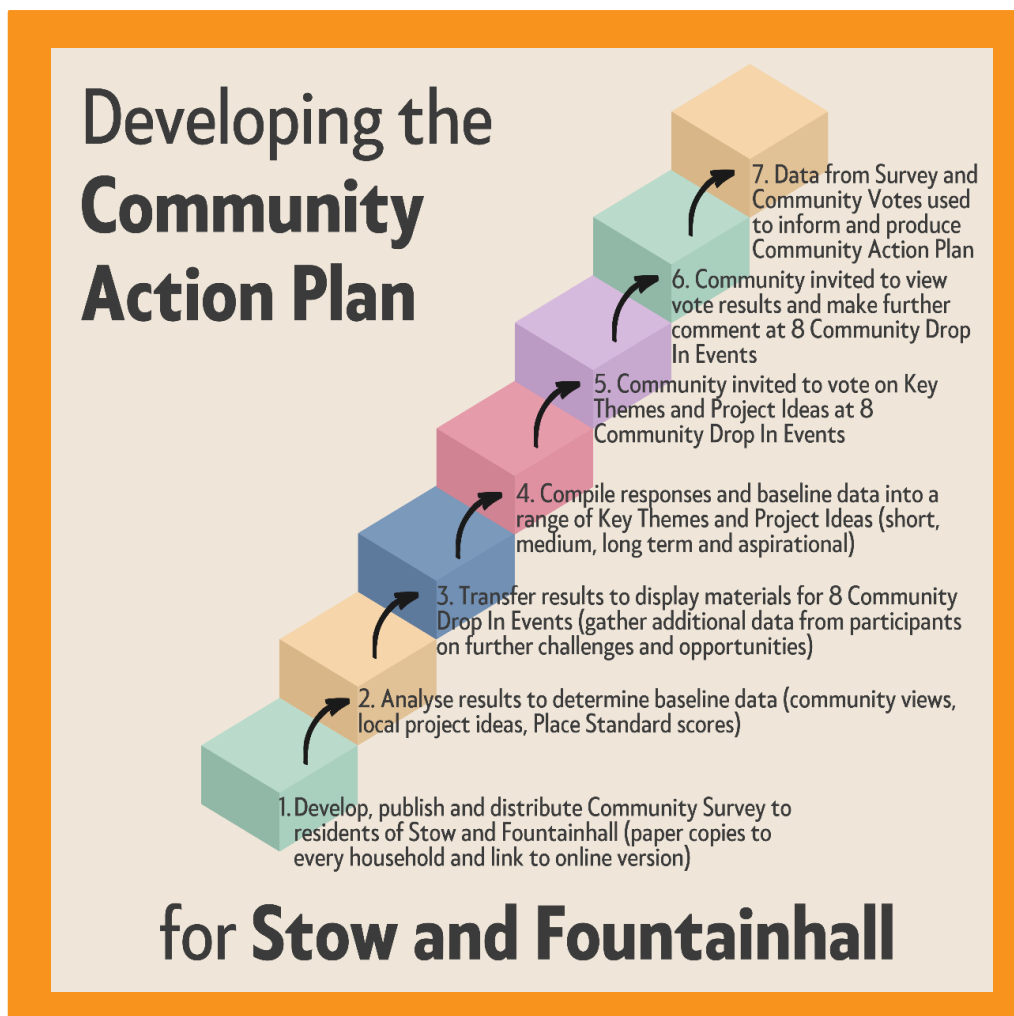 Developing the
Community
Action Plan
7. Data from Survey and
Community Votes used
to inform and produce
Community Action Plan
6. Community invited to view
vote results and make further
comment at 8 Community Drop
In Events
5. Community invited to vote on Key
Themes and Project Ideas at 8
Community Drop In Events
4. Compile responses and baseline data into a
range of Key Themes and Project Ideas (short,
medium, long term and aspirational)
3. Transfer results to display materials for 8 Community
Drop In Events (gather additional data from participants
on further challenges and opportunities)
2. Analyse results to determine baseline data (community views,
local project ideas, Place Standard scores)
1. Develop, publish and distribute Community Survey to
residents of Stow and Fountainhall (paper copies to
every household and link to online version)
for Stow and Fountainhall